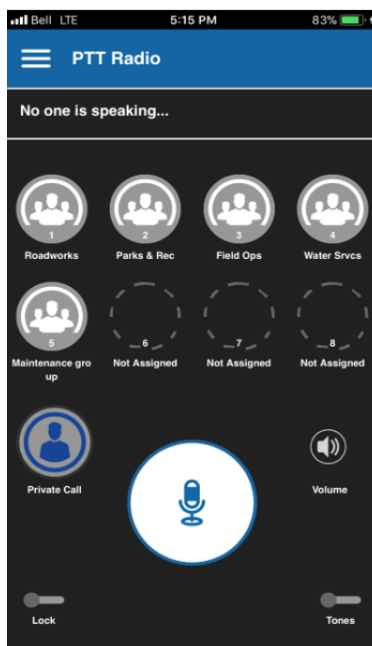 Bell LTE 5:15 PM 83%
PTT Radio
No one is speaking...
1 2 3 4
Roadworks Parks & Rec Field Ops Water Srvcs
5 6 7 8
Maintenance gro Not Assigned Not Assigned Not Assigned
up
Private Call Volume
Lock Tones